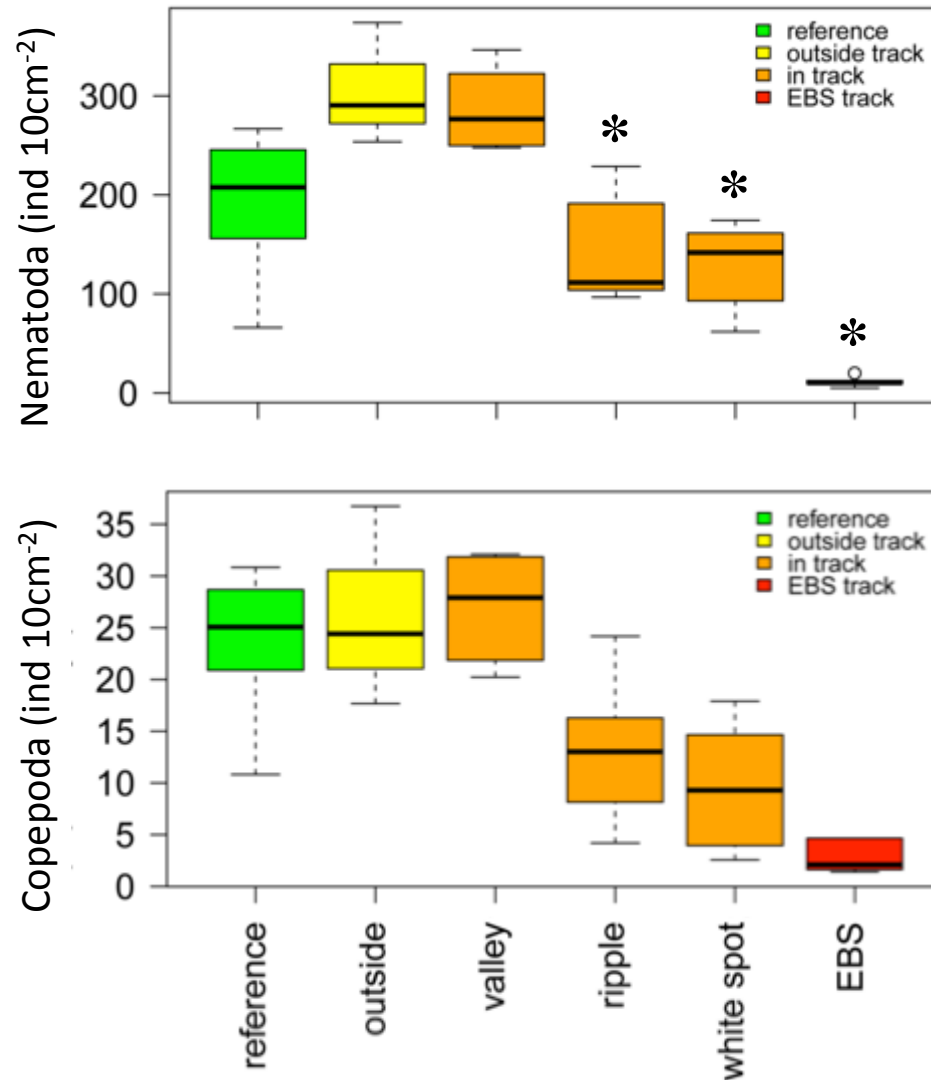 Nematoda (ind 10cm-2)
300
200
100
0
reference
outside track
in track
EBS track
*
*
*
Copepoda (ind 10cm-2)
35
30
25
20
15
10
5
0
reference
outside track
in track
EBS track
reference
outside
valley
ripple
white spot
EBS